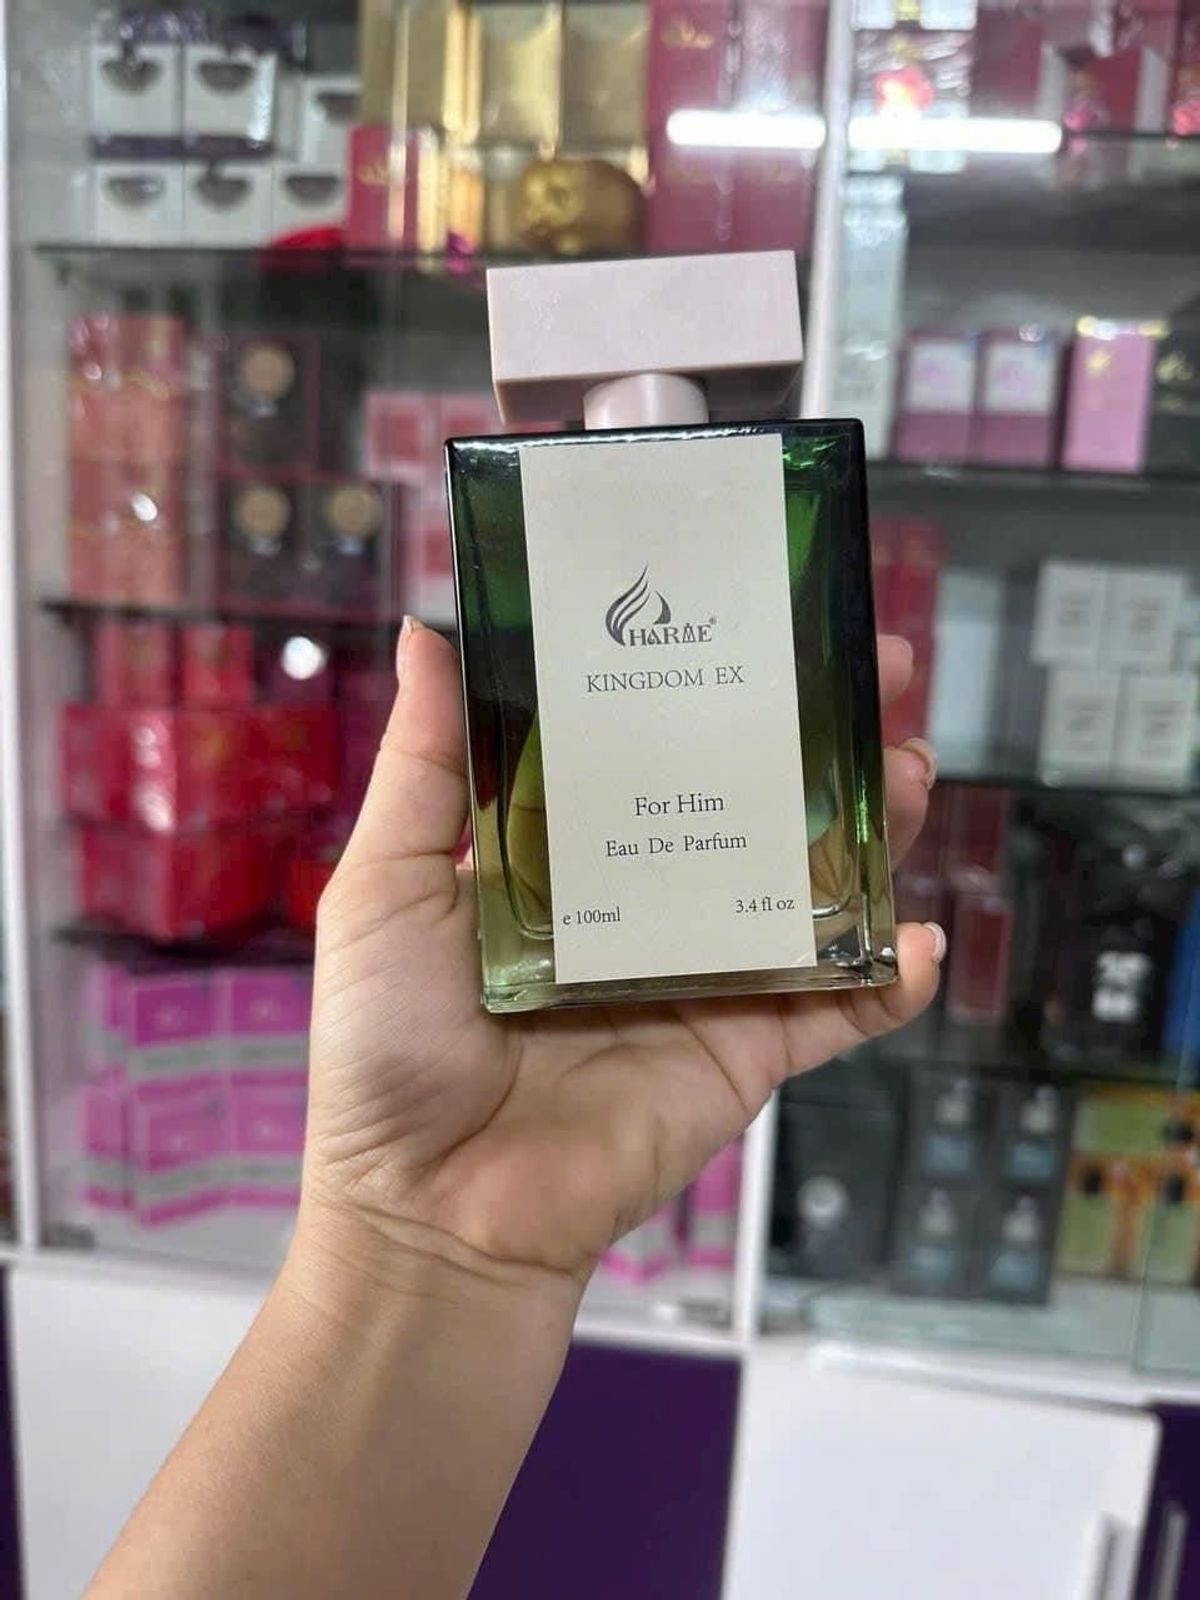 CHARME®
KINGDOM EX
For Him
Eau De Parfum
e 100ml 3.4 fl oz